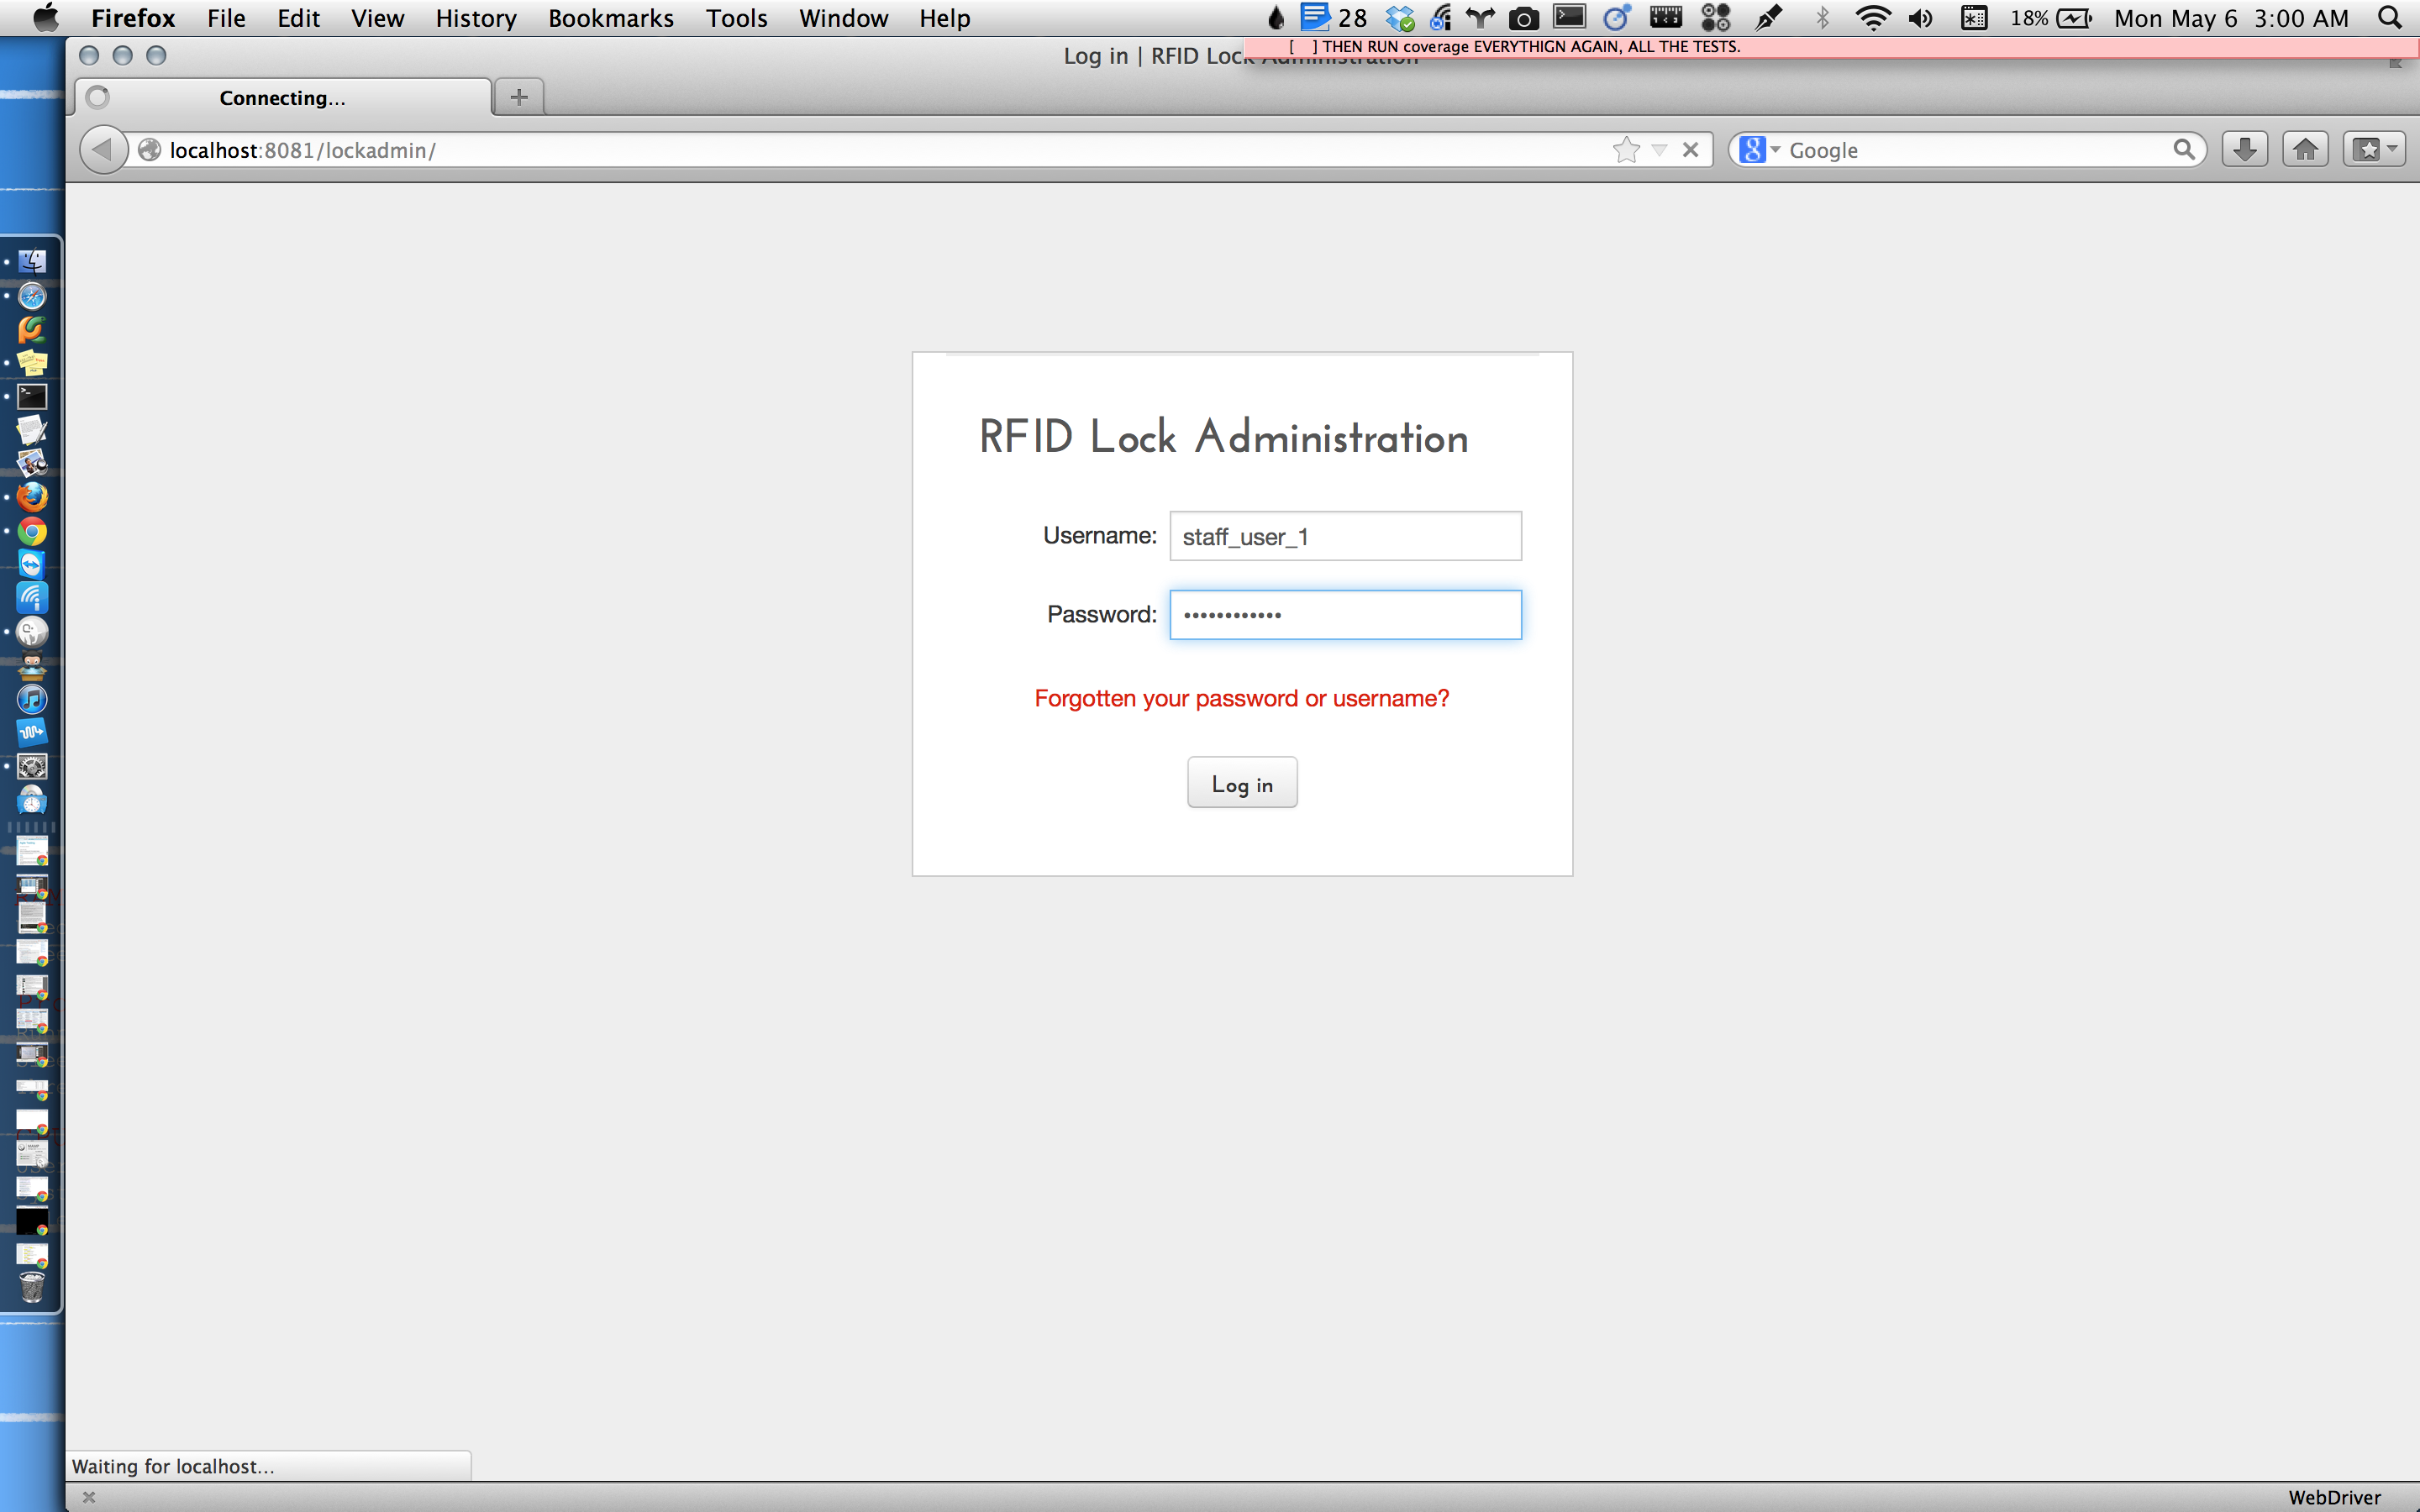 Firefox File Edit View History Bookmarks Tools Window Help 28 18% Mon May 6 3:00 AM
[ ] THEN RUN coverage EVERYTHIGN AGAIN, ALL THE TESTS.
Log in | RFID Lock Administration
Connecting...
localhost:8081/lockadmin/ Google
RFID Lock Administration
Username: staff_user_1
Password: ••••••••••••
Forgotten your password or username?
Log in
Waiting for localhost...
WebDriver